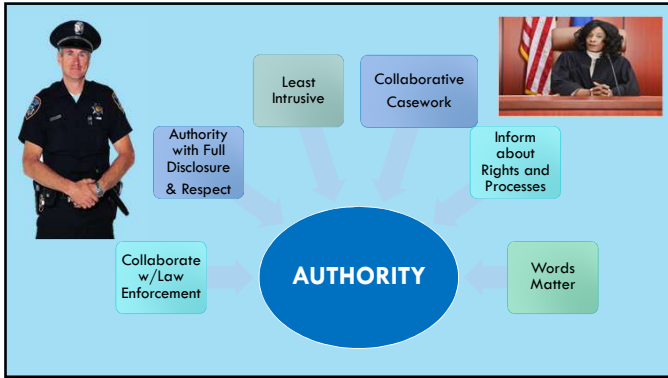 Least
Intrusive
Collaborative
Casework
Authority
with Full
Disclosure
& Respect
Inform
about
Rights and
Processes
Collaborate
w/Law
Enforcement
AUTHORITY
Words
Matter